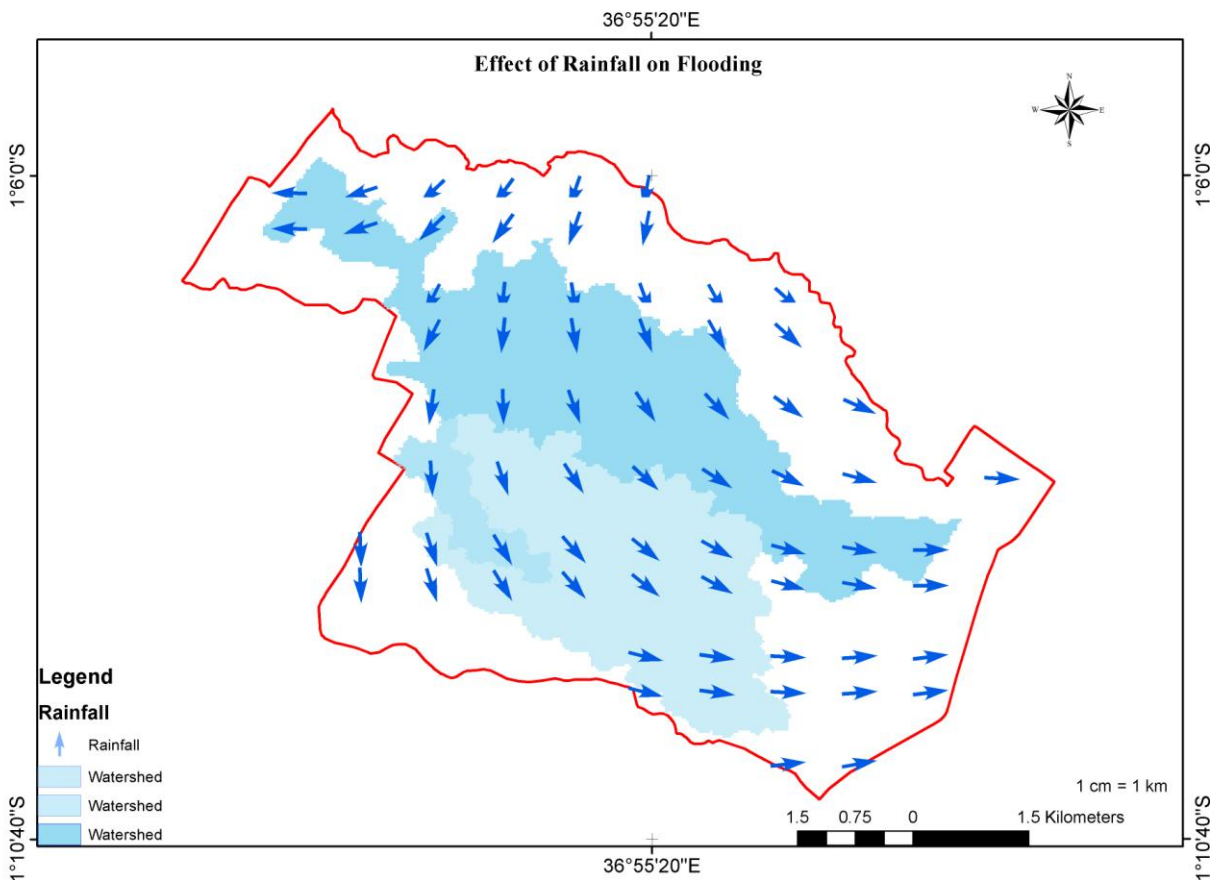 36°55'20"E
Effect of Rainfall on Flooding
N
W E
S
1°6'0"S
1°6'0"S
Legend
Rainfall
Rainfall
Watershed
Watershed
Watershed
1 cm = 1 km
1.5 0.75 0 1.5 Kilometers
1°10'40"S
1°10'40"S
36°55'20"E